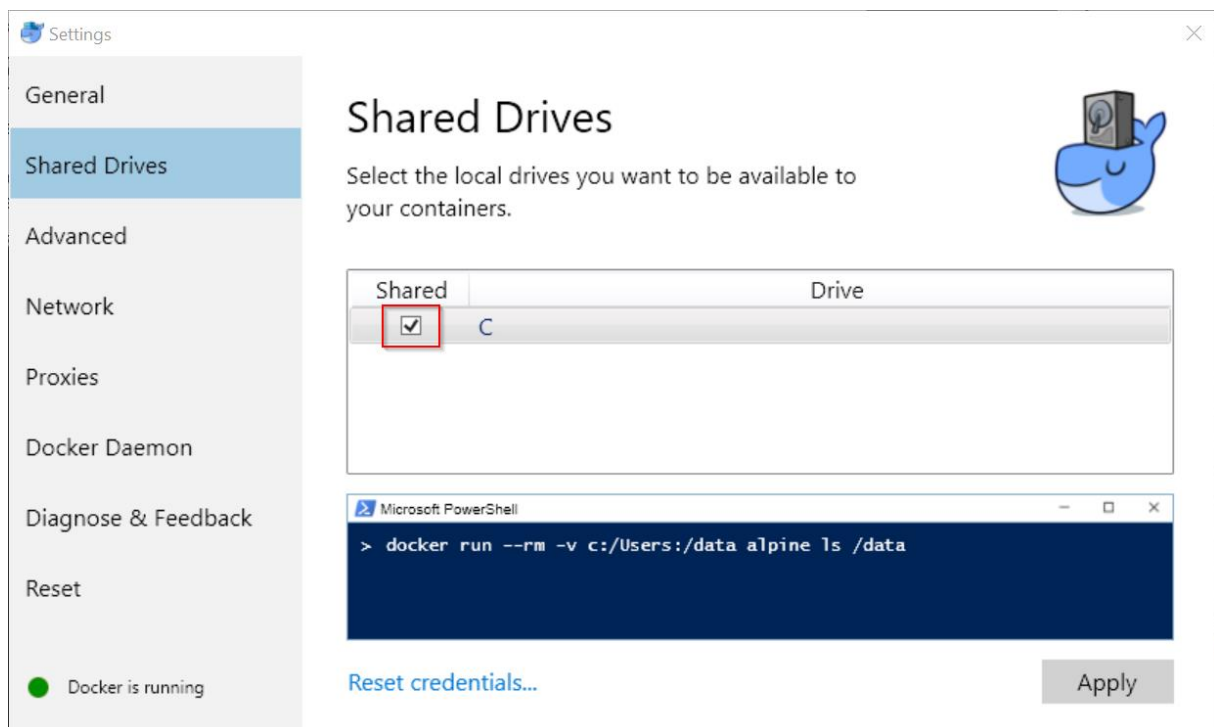 Settings
General
Shared Drives
Advanced
Network
Proxies
Docker Daemon
Diagnose & Feedback
Reset
Docker is running
Shared Drives
Select the local drives you want to be available to
your containers.
Shared Drive
C
Microsoft PowerShell
> docker run --rm -v c:/Users:/data alpine ls /data
Reset credentials...
Apply